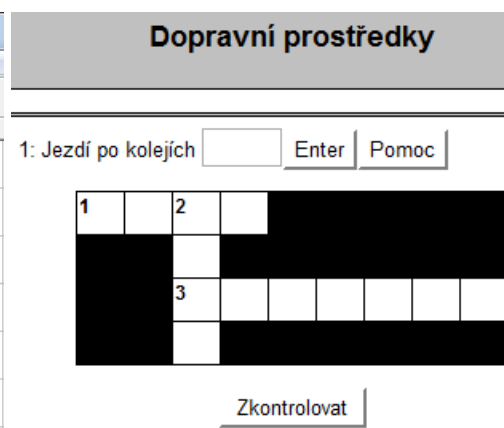 Dopravní prostředky
1: Jezdí po kolejích Enter Pomoc
1 2
3
Zkontrolovat